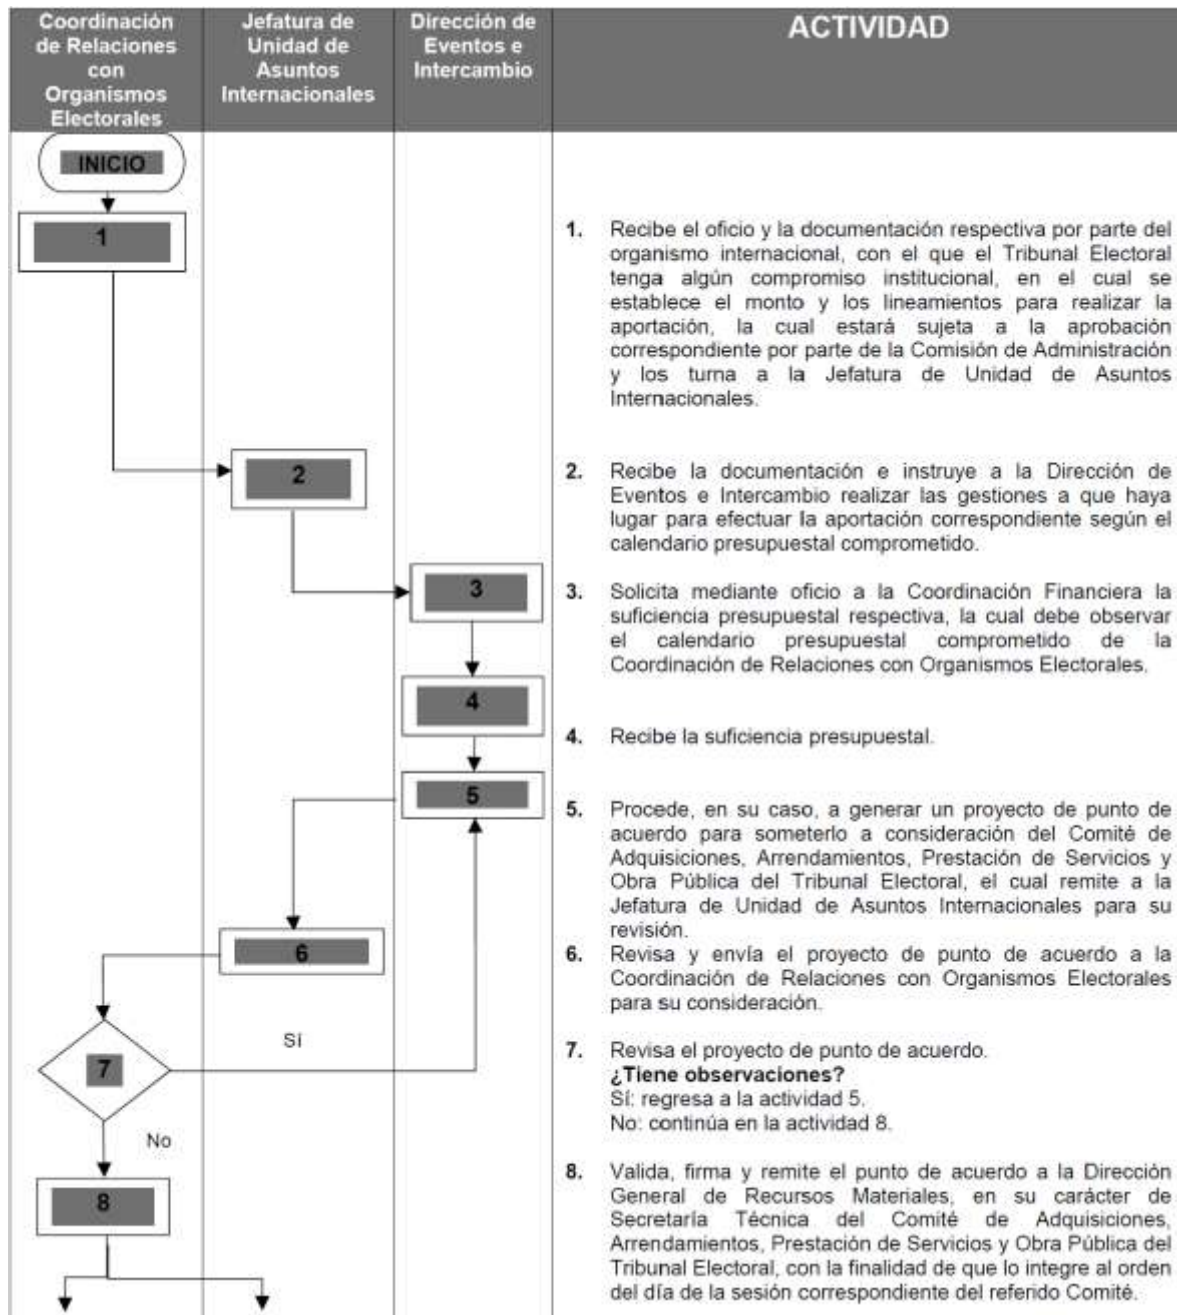 Coordinación
de Relaciones
con
Organismos
Electorales
Jefatura de
Unidad de
Asuntos
Internacionales
Dirección de
Eventos e
Intercambio
ACTIVIDAD
INICIO
1
2
3
4
5
6
7
Sí
No
8
1. Recibe el oficio y la documentación respectiva por parte del
organismo internacional, con el que el Tribunal Electoral
tenga algún compromiso institucional, en el cual se
establece el monto y los lineamientos para realizar la
aportación, la cual estará sujeta a la aprobación
correspondiente por parte de la Comisión de Administración
y los turna a la Jefatura de Unidad de Asuntos
Internacionales.
2. Recibe la documentación e instruye a la Dirección de
Eventos e Intercambio realizar las gestiones a que haya
lugar para efectuar la aportación correspondiente según el
calendario presupuestal comprometido.
3. Solicita mediante oficio a la Coordinación Financiera la
suficiencia presupuestal respectiva, la cual debe observar
el calendario presupuestal comprometido de la
Coordinación de Relaciones con Organismos Electorales.
4. Recibe la suficiencia presupuestal.
5. Procede, en su caso, a generar un proyecto de punto de
acuerdo para someterlo a consideración del Comité de
Adquisiciones, Arrendamientos, Prestación de Servicios y
Obra Pública del Tribunal Electoral, el cual remite a la
Jefatura de Unidad de Asuntos Internacionales para su
revisión.
6. Revisa y envía el proyecto de punto de acuerdo a la
Coordinación de Relaciones con Organismos Electorales
para su consideración.
7. Revisa el proyecto de punto de acuerdo.
¿Tiene observaciones?
Sí: regresa a la actividad 5.
No: continúa en la actividad 8.
8. Valida, firma y remite el punto de acuerdo a la Dirección
General de Recursos Materiales, en su carácter de
Secretaría Técnica del Comité de Adquisiciones,
Arrendamientos, Prestación de Servicios y Obra Pública del
Tribunal Electoral, con la finalidad de que lo integre al orden
del día de la sesión correspondiente del referido Comité.